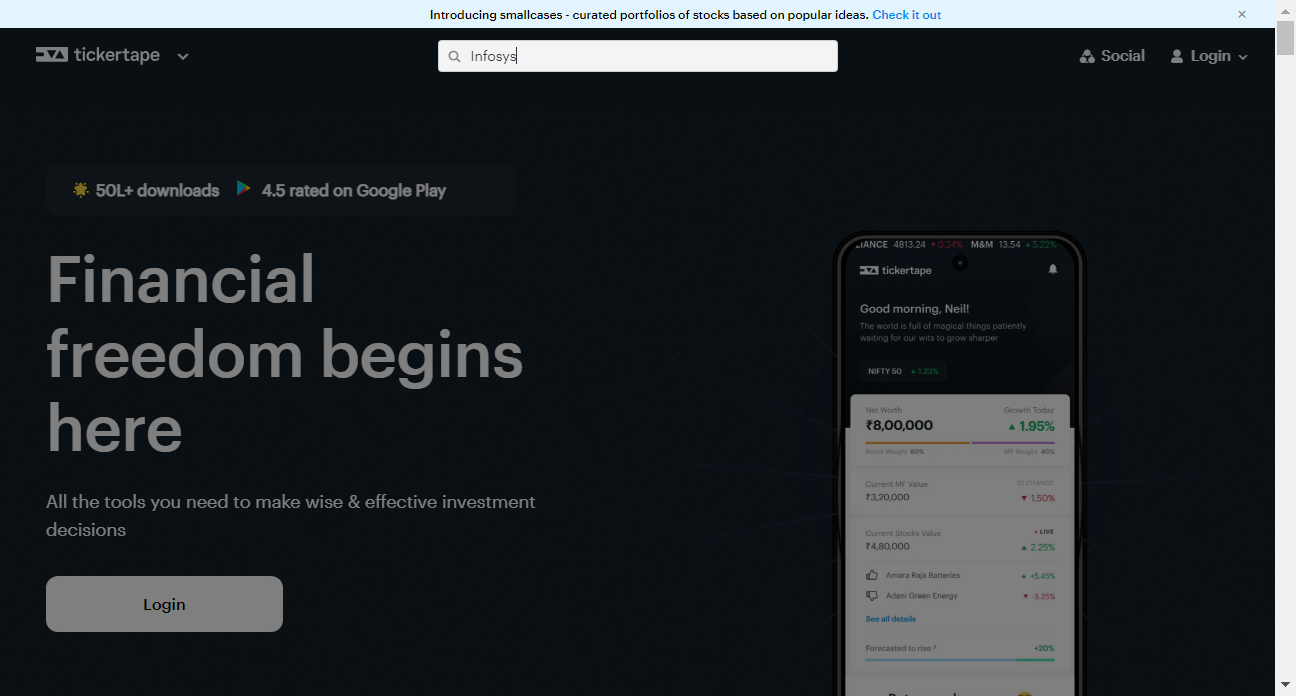 Introducing smallcases - curated portfolios of stocks based on popular ideas. Check it out
tickertape
Infosys
Social
Login
50L+ downloads
4.5 rated on Google Play
Financial
freedom begins
here
All the tools you need to make wise & effective investment
decisions
Login
LIANCE 4813.24 ▼ 0.24% M&M 13.54 ▲ 5.22%
tickertape
Good morning, Neil!
The world is full of magical things patiently
waiting for our wits to grow sharper
NIFTY 50 ▲ 1.23%
Net Worth Growth Today
₹8,00,000 ▲ 1.95%
Stock Weight 60% MF Weight 40%
Current MF Value 1D CHANGE
₹3,20,000 ▼ 1.50%
Current Stocks Value • LIVE
₹4,80,000 ▲ 2.25%
Amara Raja Batteries ▲ +5.45%
Adani Green Energy ▼ -3.25%
See all details
Forecasted to rise +20%